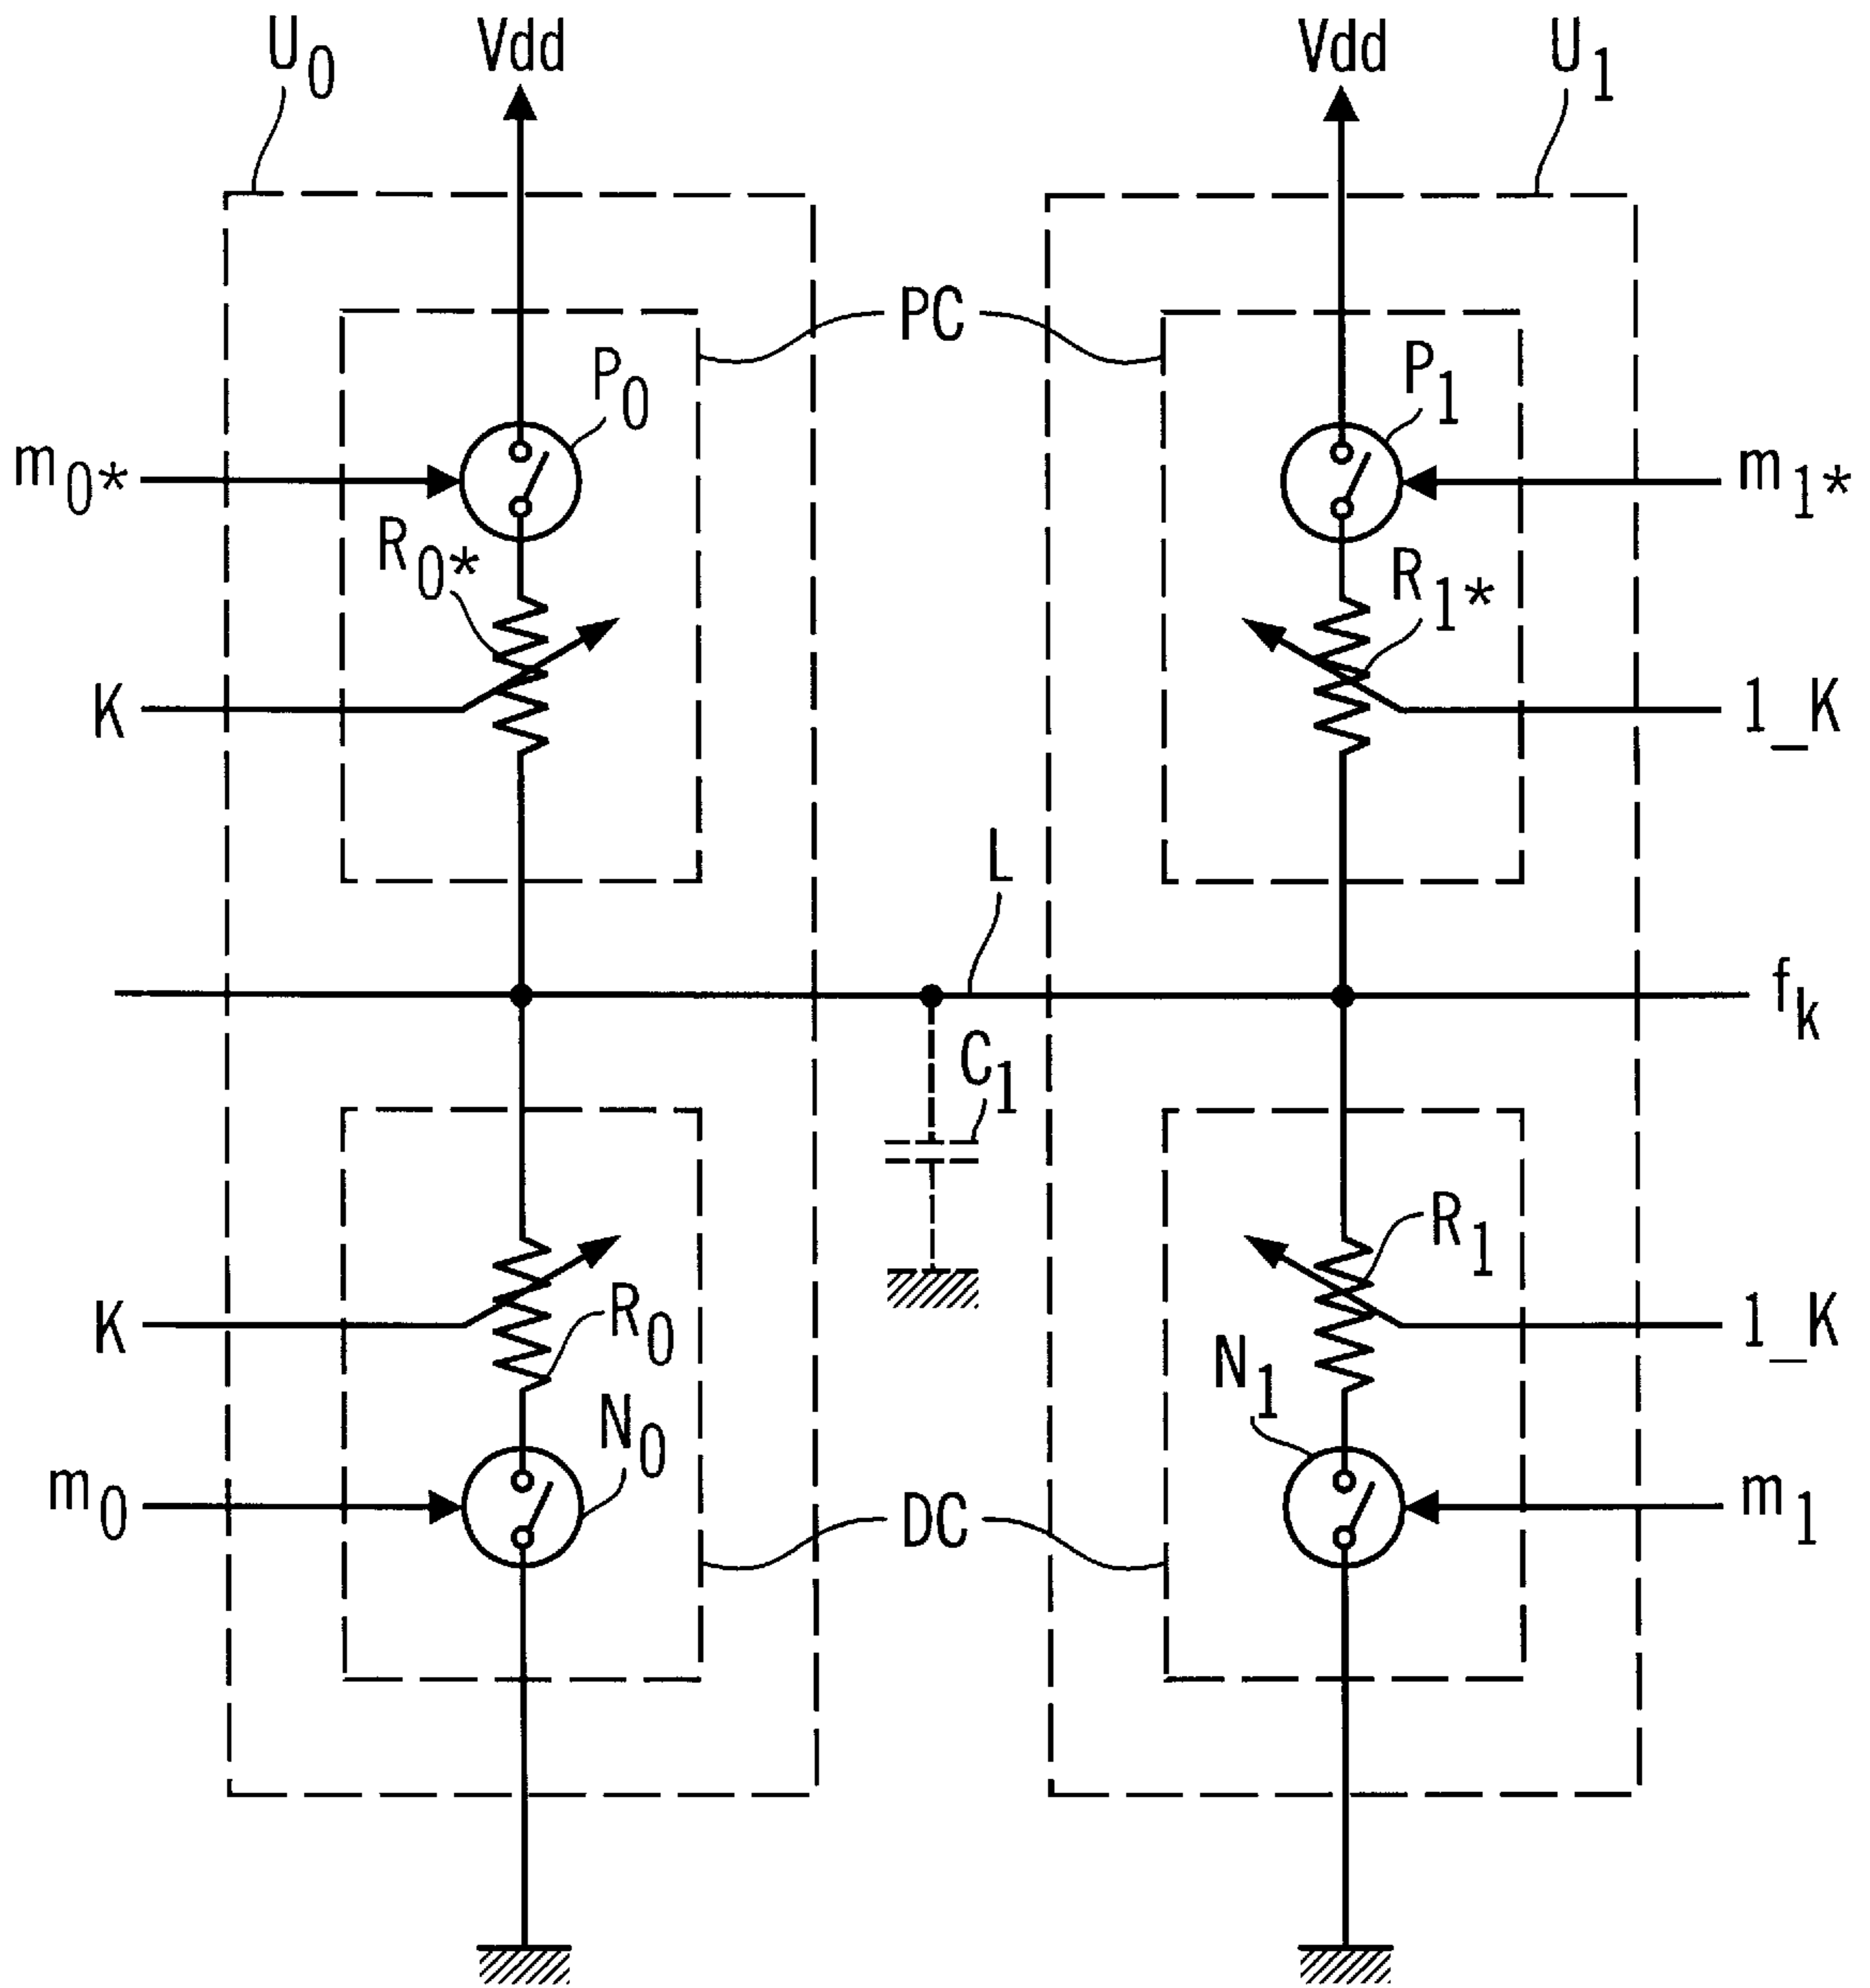 U0 Vdd Vdd U1
PC
P0 P1
m0* m1*
R0* R1*
K 1_K
L
fk
C1
R1
K R0 1_K
N1
N0
m0 DC m1